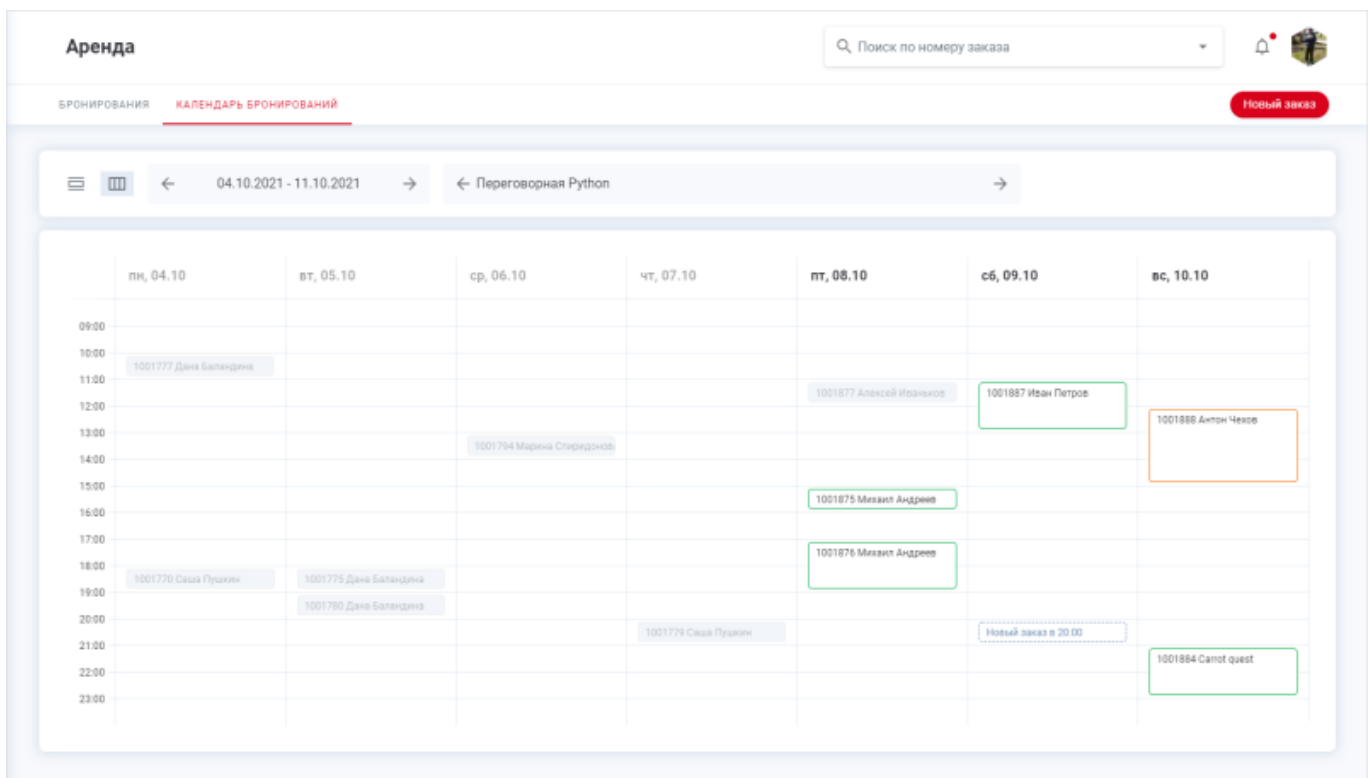 Аренда
Поиск по номеру заказа
БРОНИРОВАНИЯ КАЛЕНДАРЬ БРОНИРОВАНИЙ Новый заказ
04.10.2021 - 11.10.2021 Переговорная Python
пн, 04.10 вт, 05.10 ср, 06.10 чт, 07.10 пт, 08.10 сб, 09.10 вс, 10.10
09:00
10:00
1001777 Дана Баландина
11:00
1001877 Алексей Иваньков 1001887 Иван Петров
12:00
1001888 Антон Чехов
13:00
1001794 Марина Спиридонов
14:00
15:00
1001875 Михаил Андреев
16:00
17:00
1001876 Михаил Андреев
18:00
1001770 Саша Пушкин 1001775 Дана Баландина
19:00
1001780 Дана Баландина
20:00
1001779 Саша Пушкин Новый заказ в 20:00
21:00
1001884 Carrot quest
22:00
23:00